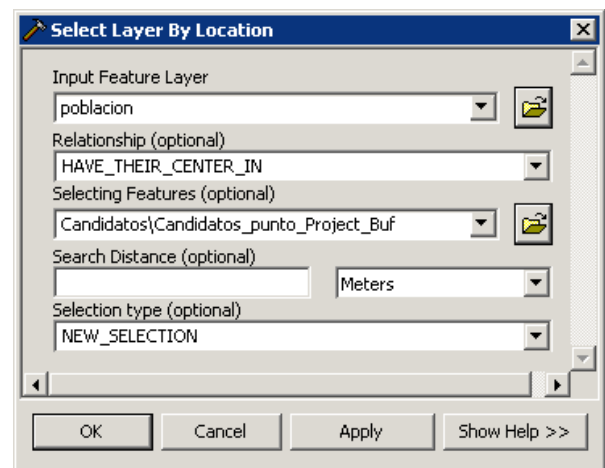 Select Layer By Location
Input Feature Layer
poblacion
Relationship (optional)
HAVE_THEIR_CENTER_IN
Selecting Features (optional)
Candidatos\Candidatos_punto_Project_Buf
Search Distance (optional)
Meters
Selection type (optional)
NEW_SELECTION
OK Cancel Apply Show Help >>